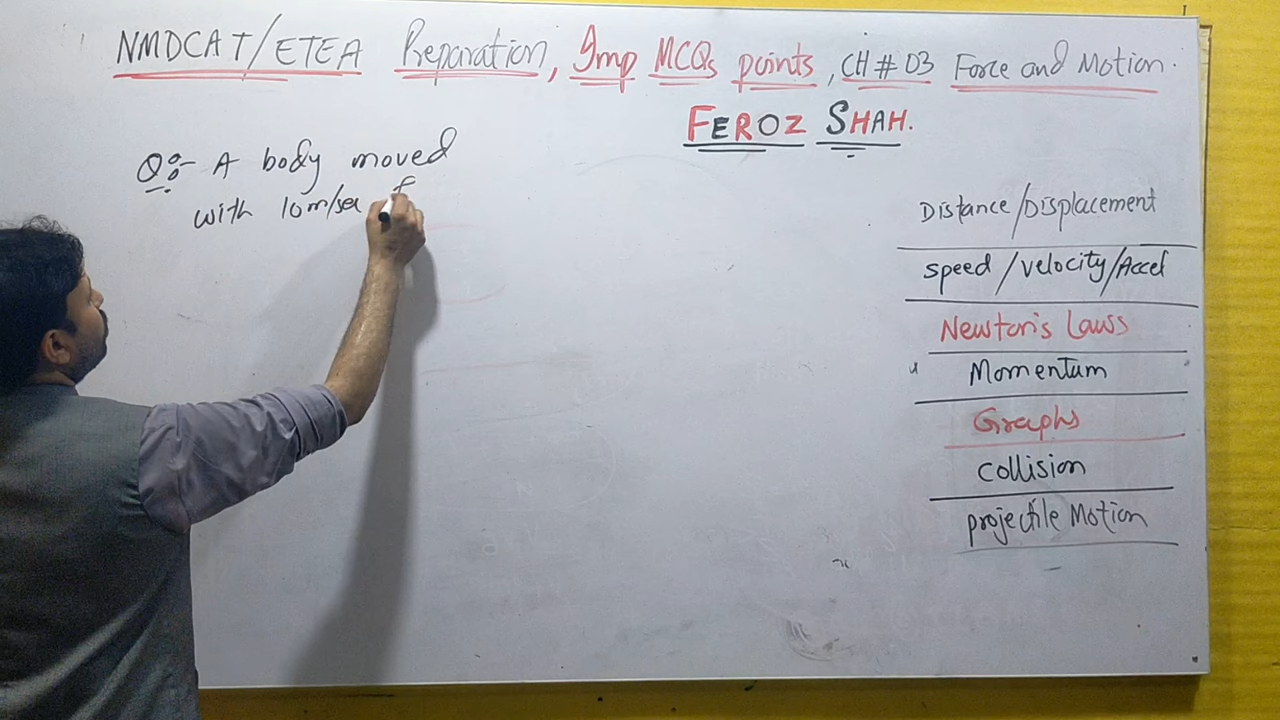 NMDCAT/ETEA Preparation, Imp MCQs points, CH # 03 Force and Motion.
FEROZ SHAH.
Q:- A body moved
with 10m/sec f
Distance/Displacement
speed/velocity/Accel
Newton's Laws
Momentum
Graphs
collision
projectile Motion